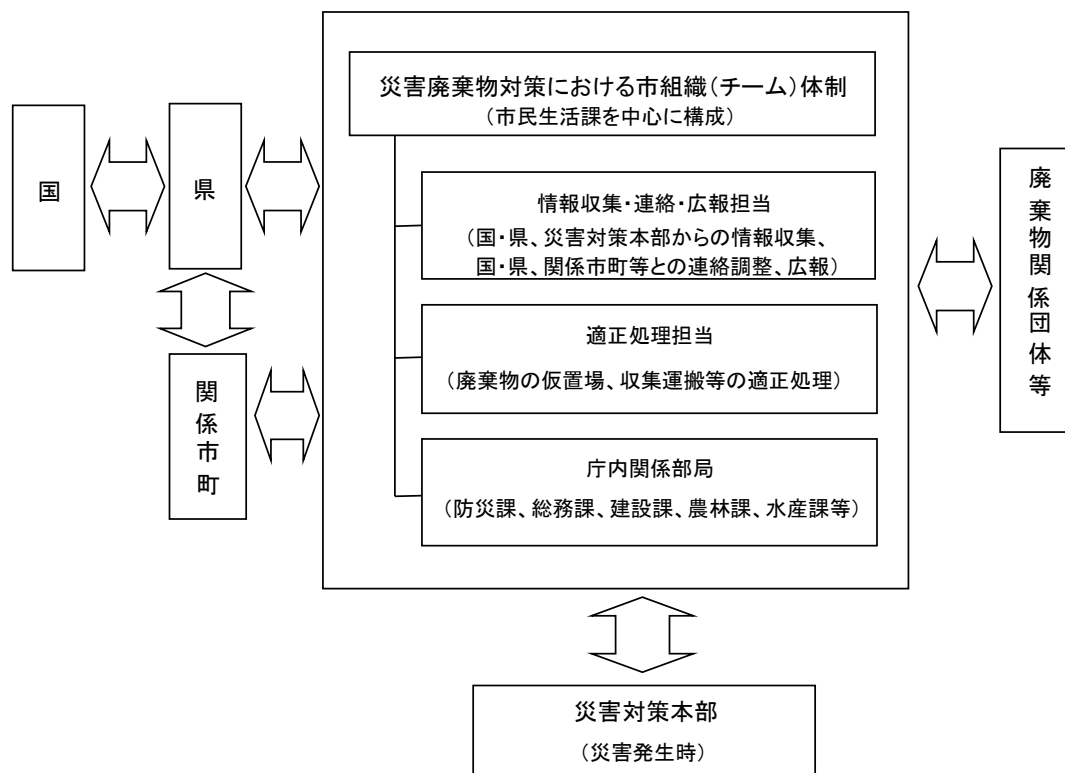 国
県
関係市町
災害廃棄物対策における市組織(チーム)体制
(市民生活課を中心に構成)
情報収集・連絡・広報担当
(国・県、災害対策本部からの情報収集、
国・県、関係市町等との連絡調整、広報)
適正処理担当
(廃棄物の仮置場、収集運搬等の適正処理)
庁内関係部局
(防災課、総務課、建設課、農林課、水産課等)
廃棄物関係団体等
災害対策本部
(災害発生時)